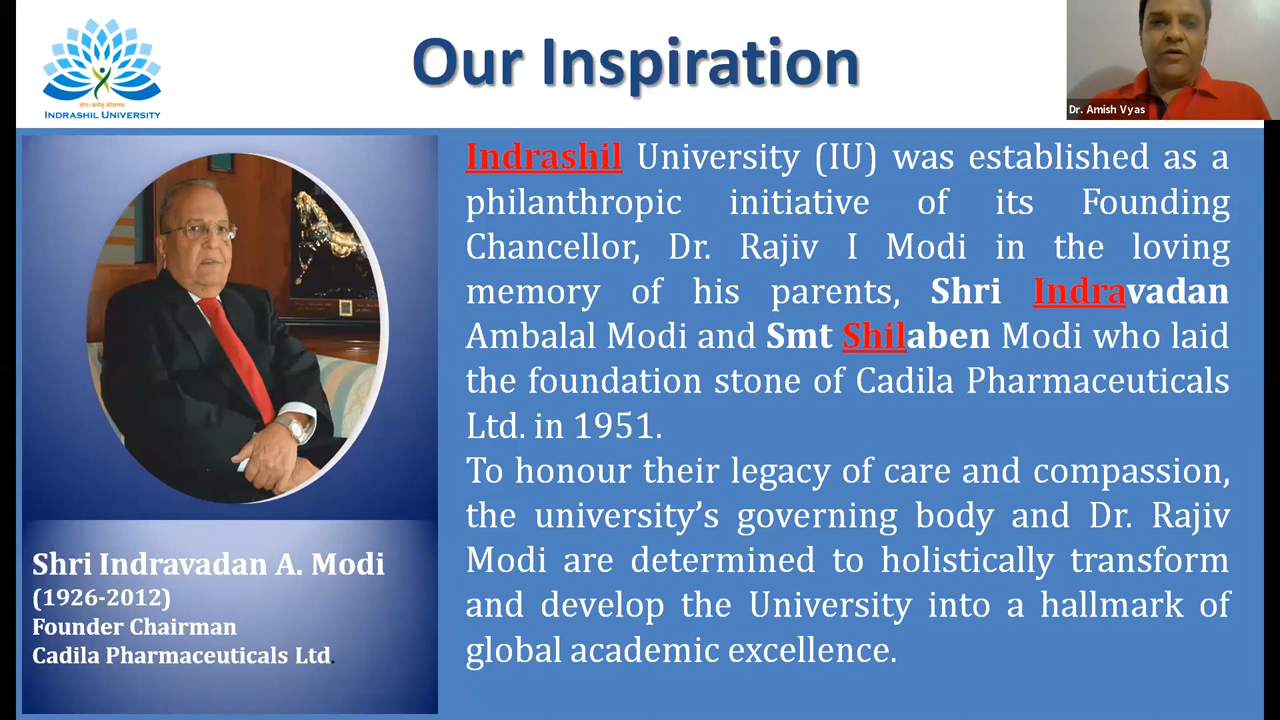 Our Inspiration
INDRASHIL UNIVERSITY
Dr. Amish Vyas
Indrashil University (IU) was established as a
philanthropic initiative of its Founding
Chancellor, Dr. Rajiv I Modi in the loving
memory of his parents, Shri Indravadan
Ambalal Modi and Smt Shilaben Modi who laid
the foundation stone of Cadila Pharmaceuticals
Ltd. in 1951.
To honour their legacy of care and compassion,
the university’s governing body and Dr. Rajiv
Modi are determined to holistically transform
and develop the University into a hallmark of
global academic excellence.
Shri Indravadan A. Modi
(1926-2012)
Founder Chairman
Cadila Pharmaceuticals Ltd.